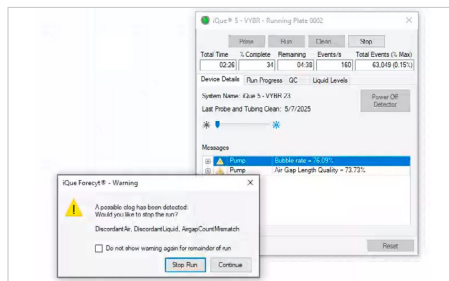 iQue® 5 - VYBR - Running Plate 0002
Prime Run Clean Stop
Total Time % Complete Remaining Events/s Total Events (% Max)
02:26 34 04:38 160 63,049 (0.15%)
Device Details Run Progress QC Liquid Levels
System Name: iQue 5 - VYBR 23
Power Off
Detector
Last Probe and Tubing Clean: 5/7/2025
Messages
Pump Bubble rate = 76.09%
Pump Air Gap Length Quality = 73.73%
Reset
iQue Forecyt® - Warning
A possible clog has been detected:
Would you like to stop the run?
DiscordantAir, DiscordantLiquid, AirgapCountMismatch
Do not show warning again for remainder of run
Stop Run Continue